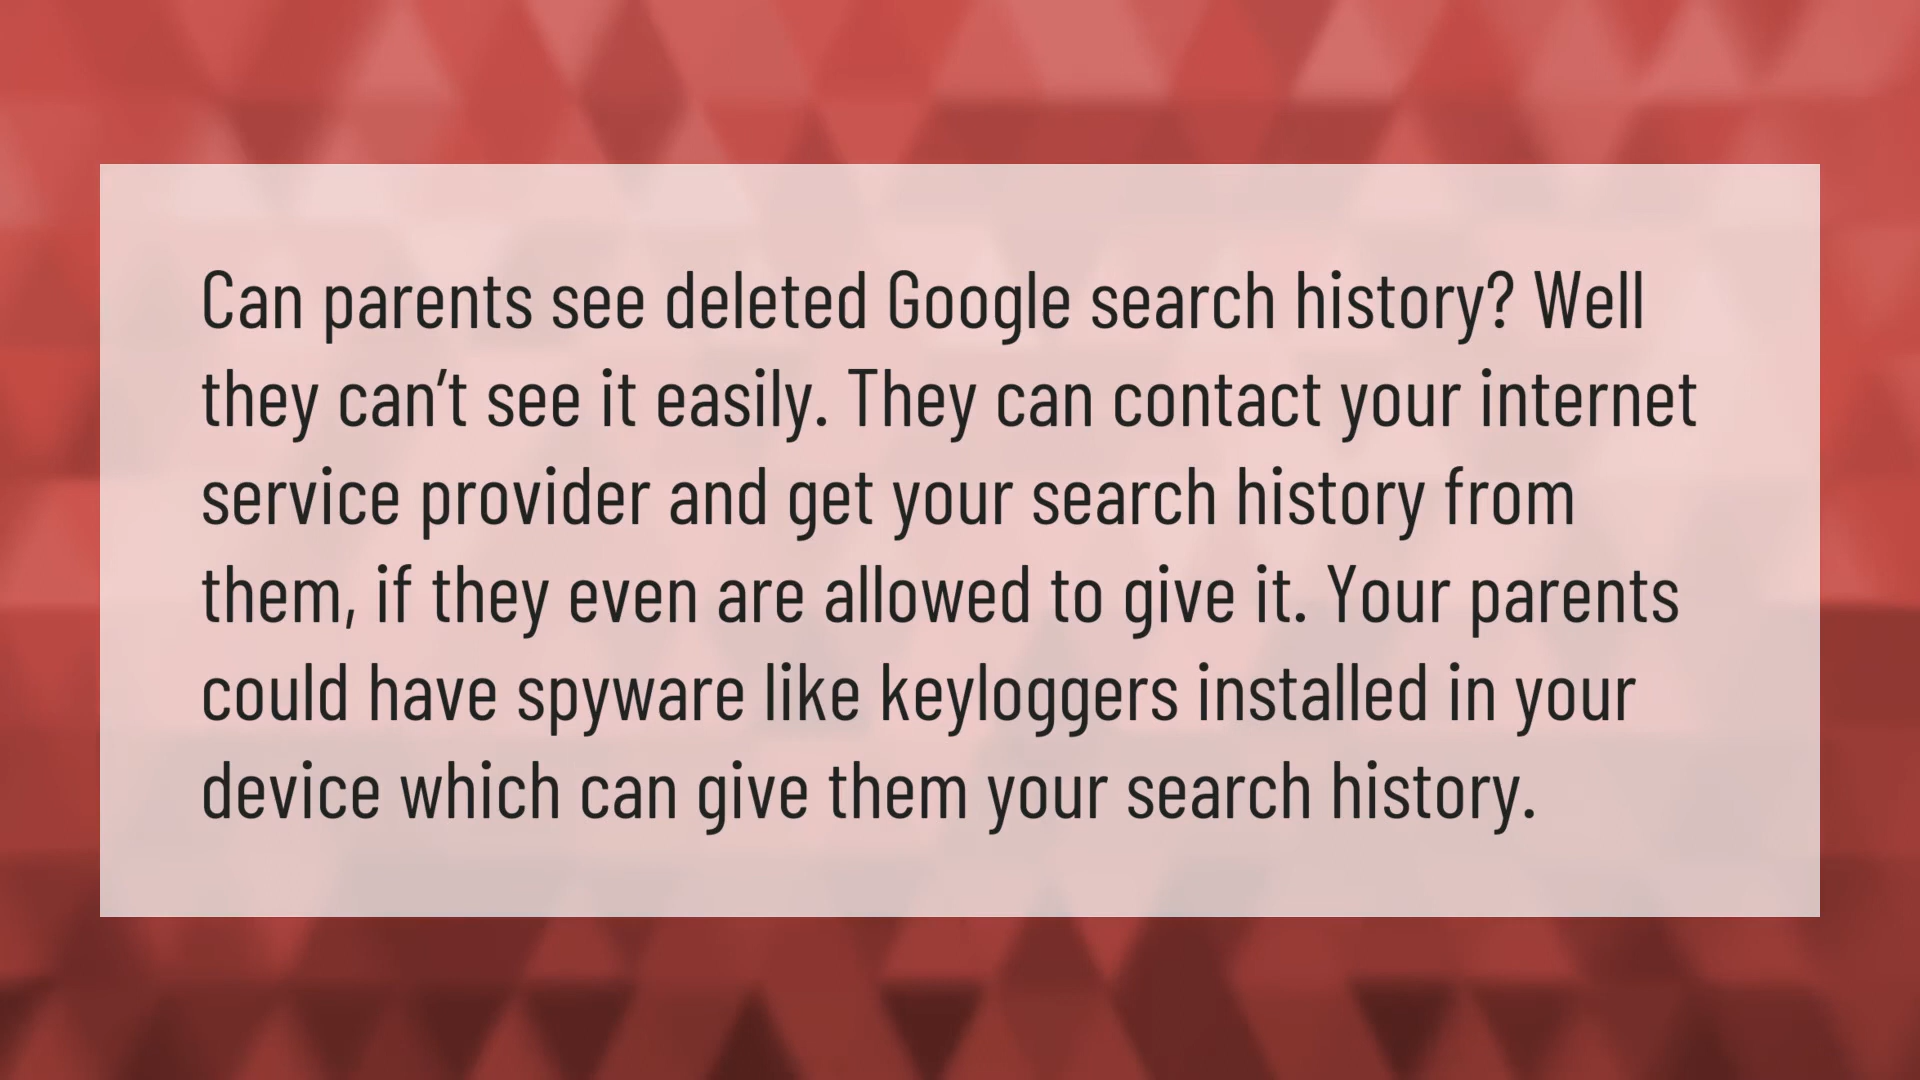 Can parents see deleted Google search history? Well
they can’t see it easily. They can contact your internet
service provider and get your search history from
them, if they even are allowed to give it. Your parents
could have spyware like keyloggers installed in your
device which can give them your search history.